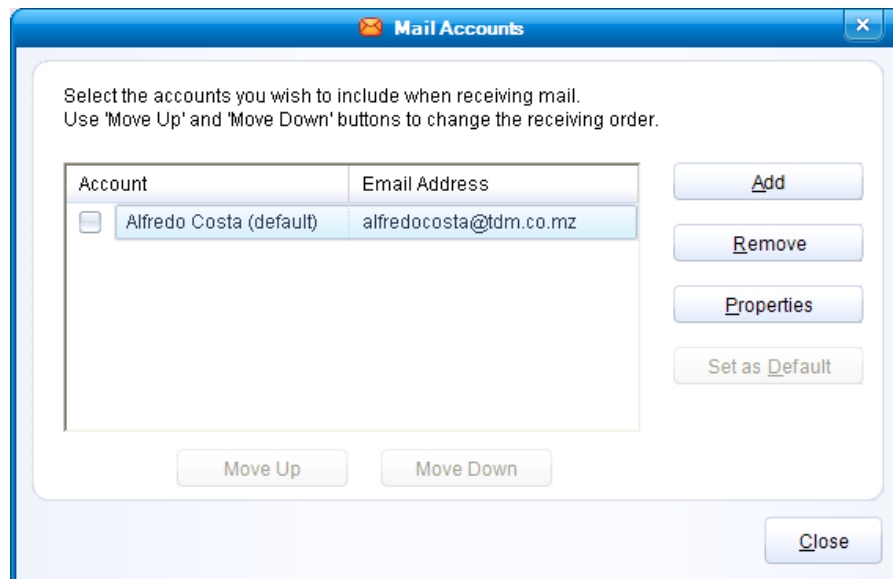 Mail Accounts
Select the accounts you wish to include when receiving mail.
Use 'Move Up' and 'Move Down' buttons to change the receiving order.
Account Email Address
Alfredo Costa (default) alfredocosta@tdm.co.mz
Add
Remove
Properties
Set as Default
Move Up Move Down
Close